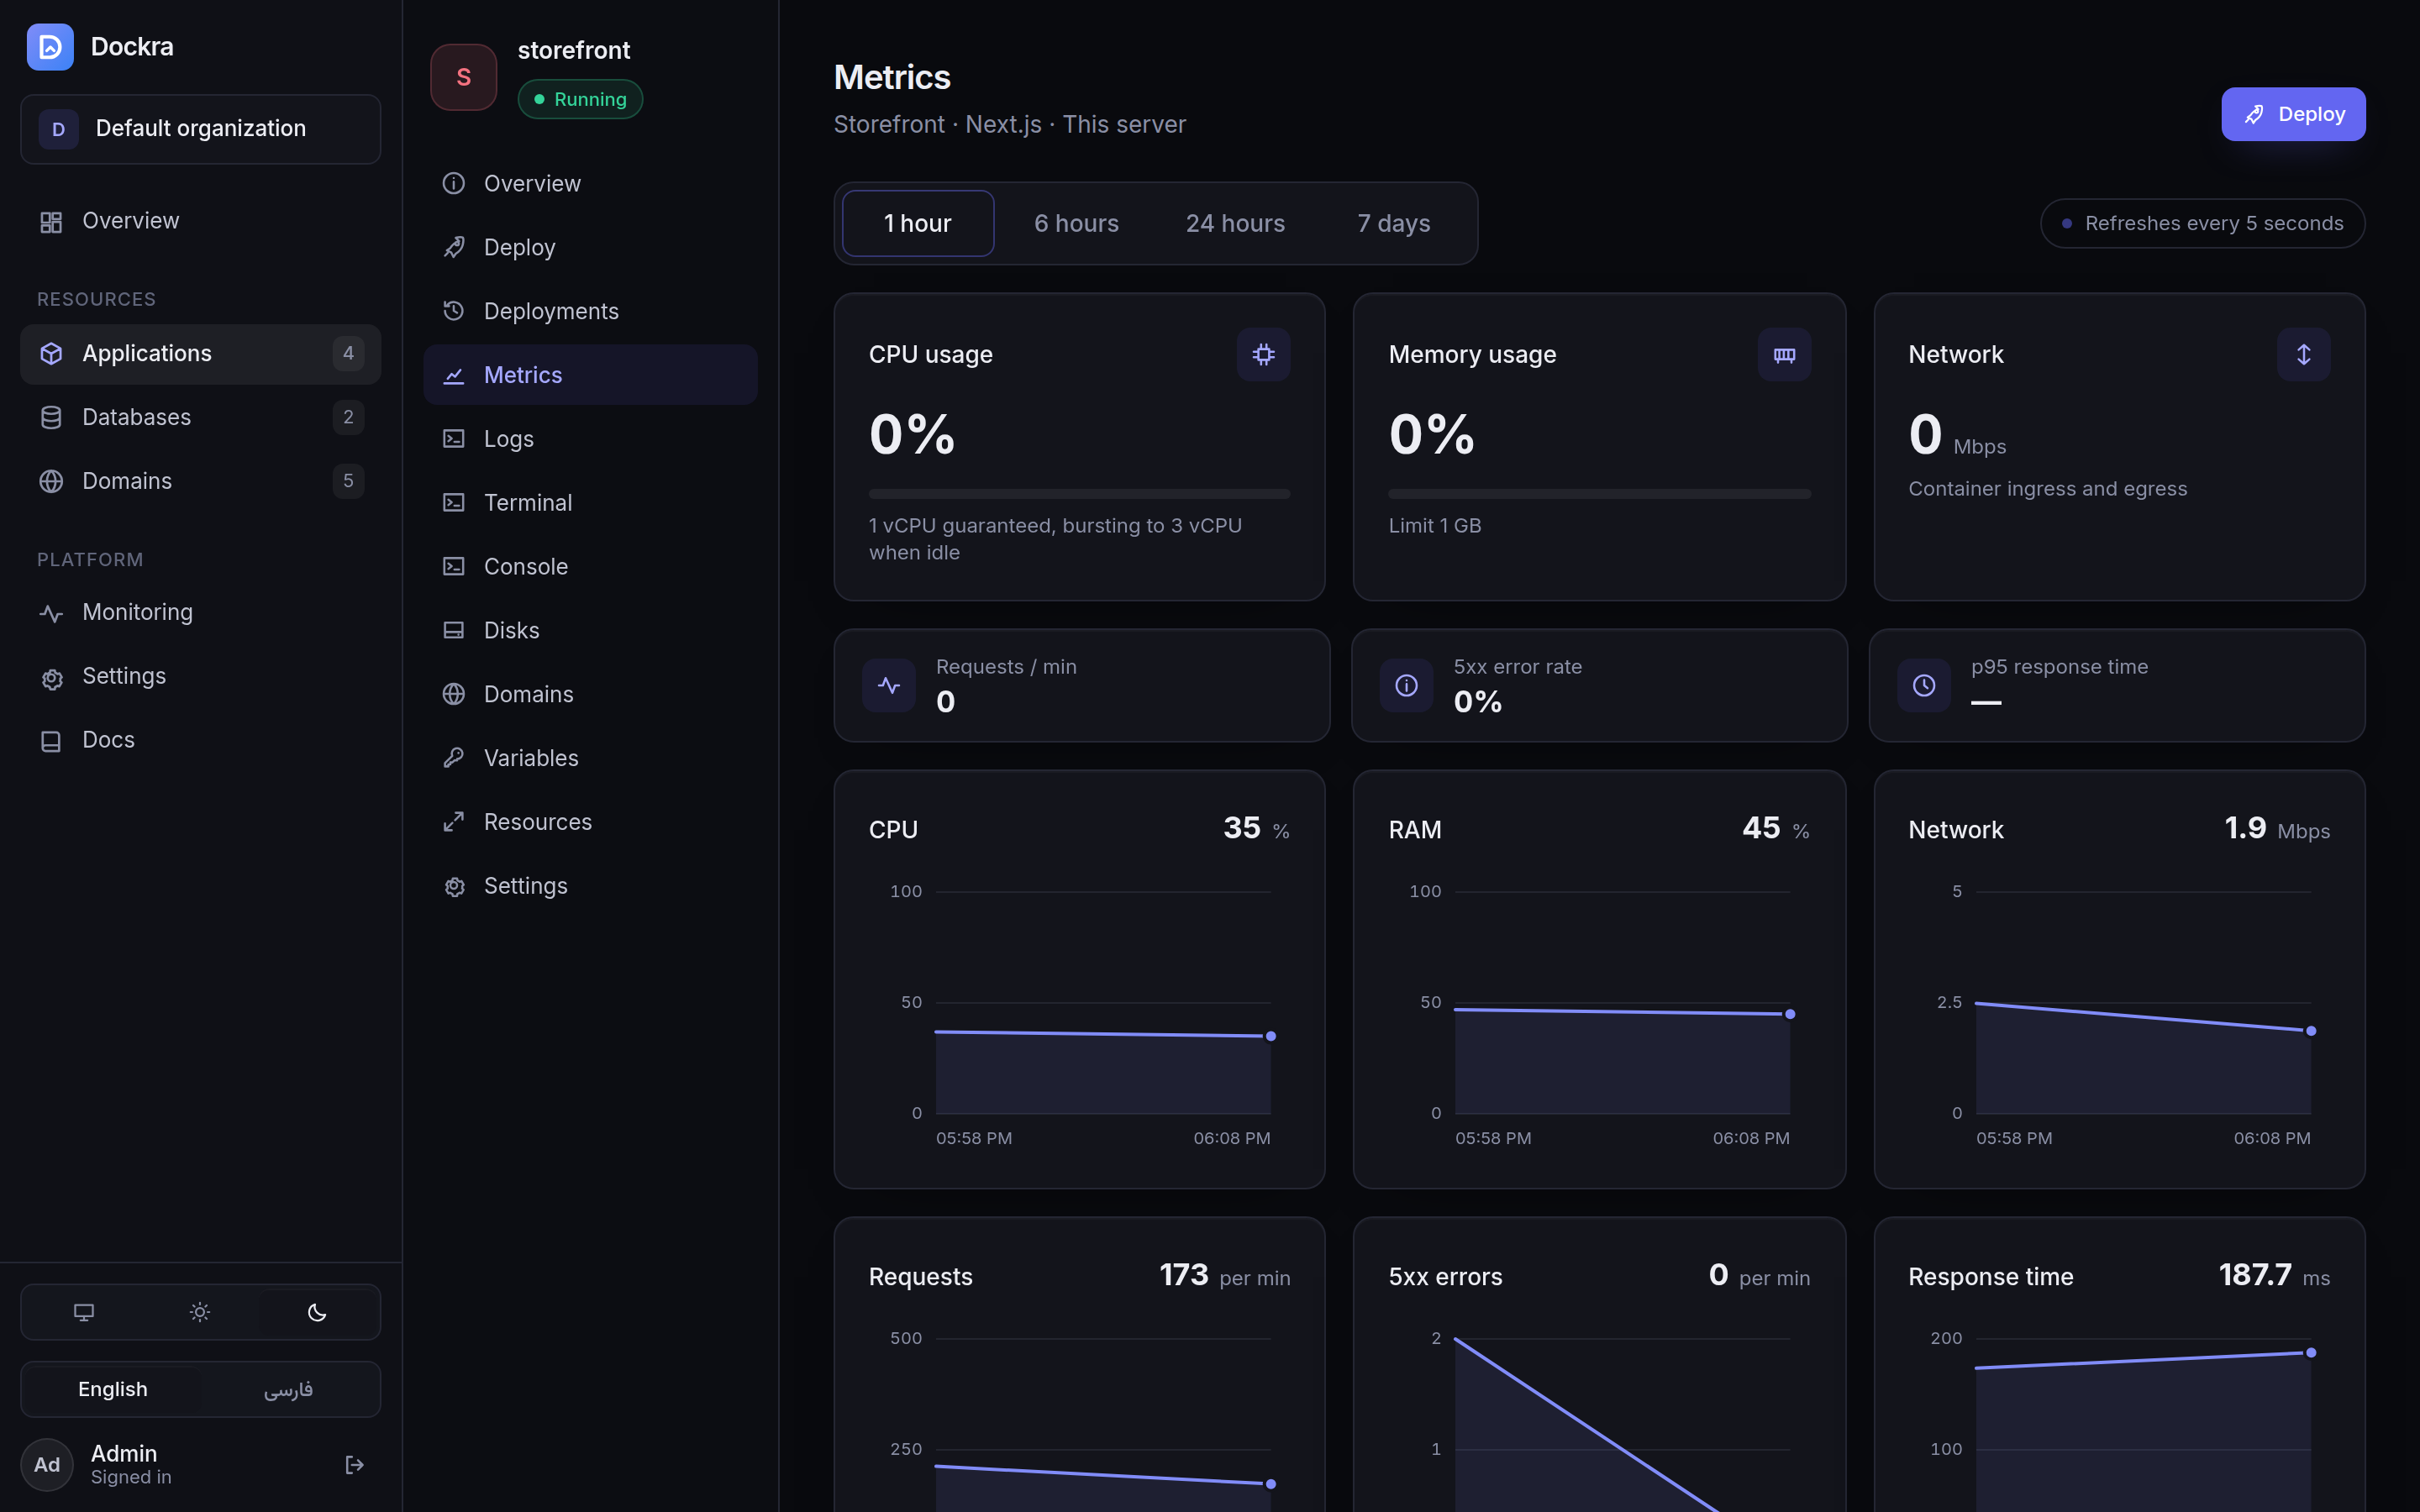 Dockra
D
Default organization
Overview
RESOURCES
Applications
4
Databases
2
Domains
5
PLATFORM
Monitoring
Settings
Docs
English
فارسی
Ad
Admin
Signed in
S
storefront
Running
Overview
Deploy
Deployments
Metrics
Logs
Terminal
Console
Disks
Domains
Variables
Resources
Settings
Metrics
Storefront · Next.js · This server
Deploy
1 hour
6 hours
24 hours
7 days
Refreshes every 5 seconds
CPU usage
0%
1 vCPU guaranteed, bursting to 3 vCPU
when idle
Memory usage
0%
Limit 1 GB
Network
0 Mbps
Container ingress and egress
Requests / min
0
5xx error rate
0%
p95 response time
—
CPU
35 %
100
50
0
05:58 PM
06:08 PM
RAM
45 %
100
50
0
05:58 PM
06:08 PM
Network
1.9 Mbps
5
2.5
0
05:58 PM
06:08 PM
Requests
173 per min
500
250
5xx errors
0 per min
2
1
Response time
187.7 ms
200
100